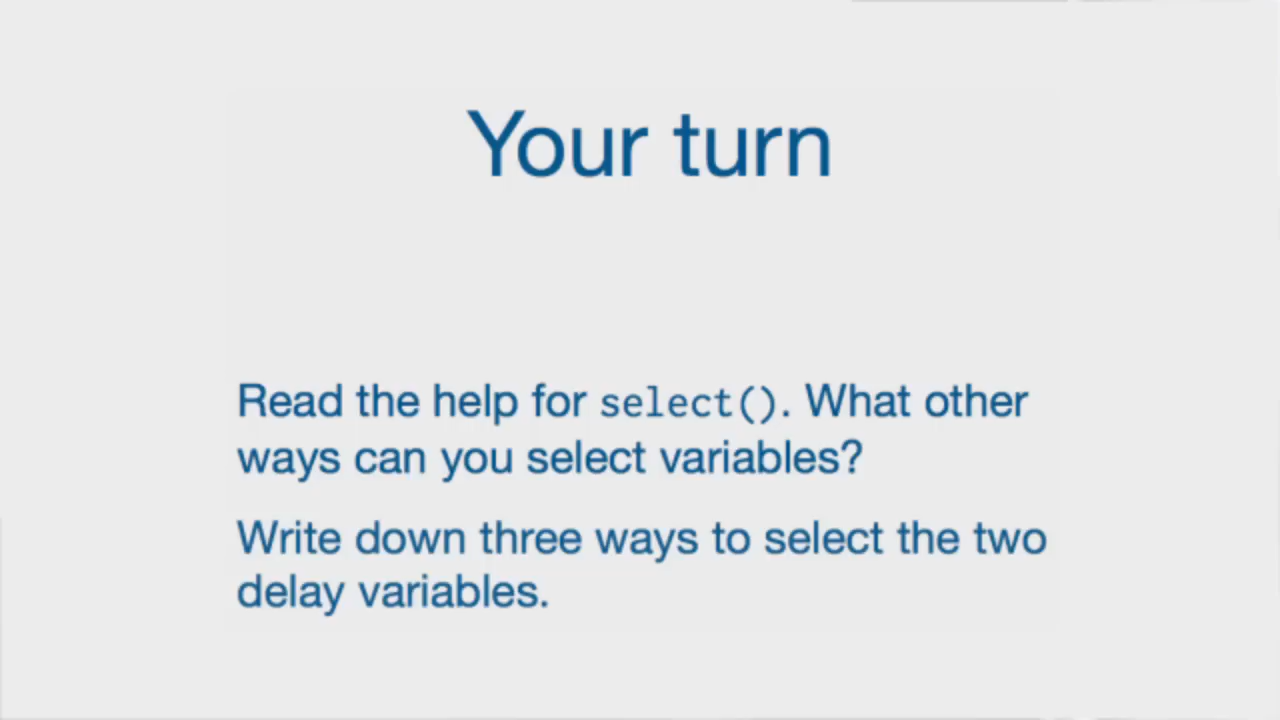 Your turn
Read the help for select(). What other
ways can you select variables?
Write down three ways to select the two
delay variables.